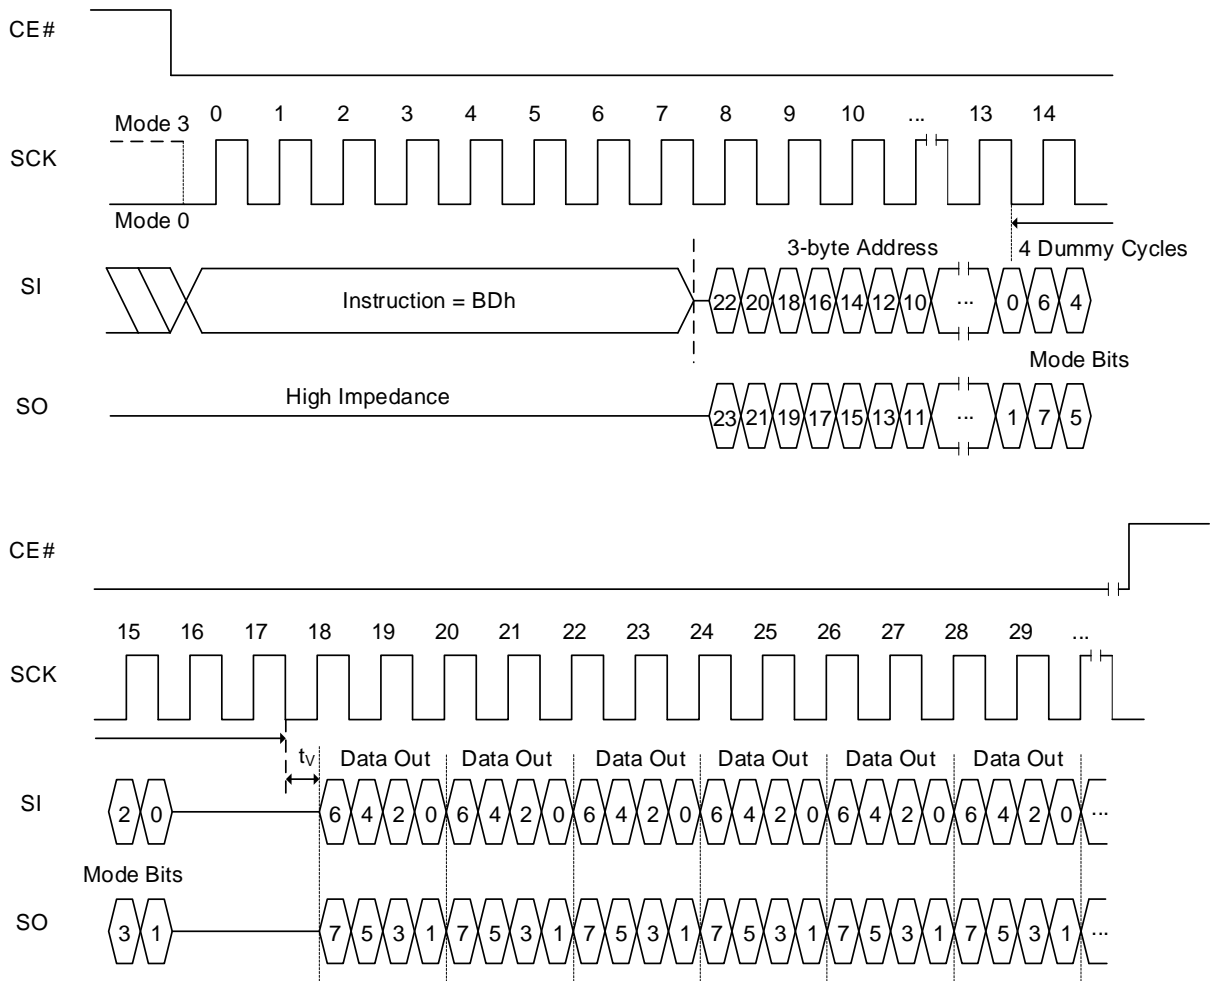 CE#
0 1 2 3 4 5 6 7 8 9 10 ... 13 14
Mode 3
SCK
Mode 0
3-byte Address 4 Dummy Cycles
SI
Instruction = BDh
22 20 18 16 14 12 10 ... 0 6 4
Mode Bits
High Impedance
SO
23 21 19 17 15 13 11 ... 1 7 5
CE#
15 16 17 18 19 20 21 22 23 24 25 26 27 28 29 ...
SCK
tV Data Out Data Out Data Out Data Out Data Out Data Out
SI
2 0 6 4 2 0 6 4 2 0 6 4 2 0 6 4 2 0 6 4 2 0 6 4 2 0 ...
Mode Bits
SO
3 1 7 5 3 1 7 5 3 1 7 5 3 1 7 5 3 1 7 5 3 1 7 5 3 1 ...